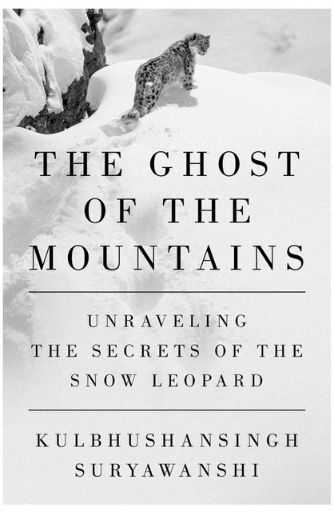 THE GHOST
OF THE
MOUNTAINS
UNRAVELING
THE SECRETS OF THE
SNOW LEOPARD
KULBHUSHANSINGH
SURYAWANSHI